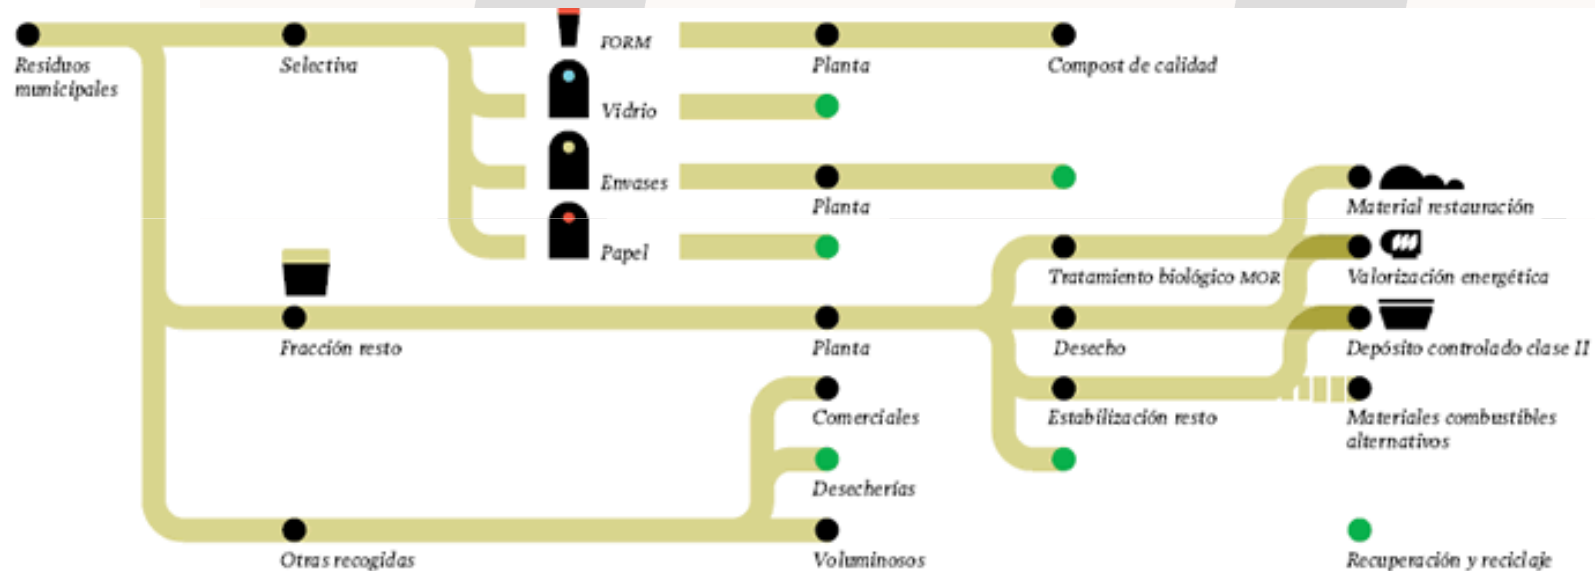 FORM
Residuos
municipales
Selectiva
Planta
Compost de calidad
Vidrio
Envases
Planta
Material restauración
Papel
Tratamiento biológico MOR
Valorización energética
Fracción resto
Planta
Desecho
Depósito controlado clase II
Comerciales
Estabilización resto
Materiales combustibles
alternativos
Desecherías
Otras recogidas
Voluminosos
Recuperación y reciclaje